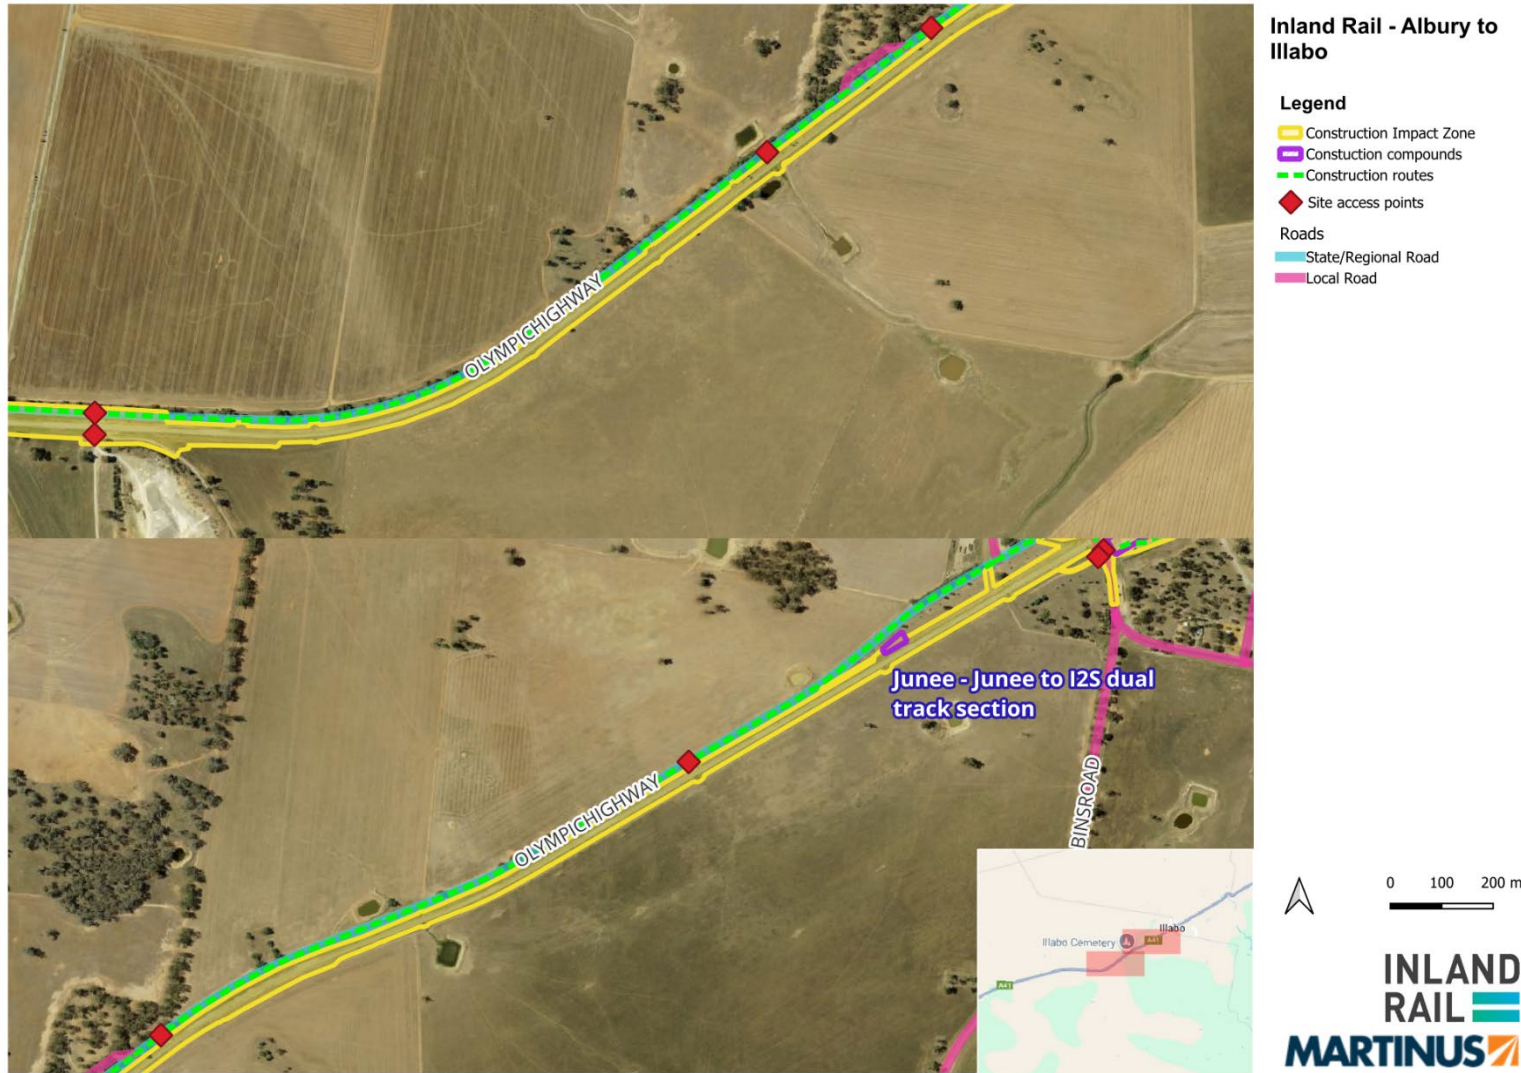 Inland Rail - Albury to
Illabo
Legend
Construction Impact Zone
Constuction compounds
Construction routes
Site access points
Roads
State/Regional Road
Local Road
OLYMPICHIGHWAY
Junee - Junee to I2S dual
track section
OLYMPICHIGHWAY
BINSROAD
Illabo
Illabo Cemetery
A41
A41
0 100 200 m
INLAND
RAIL
MARTINUS